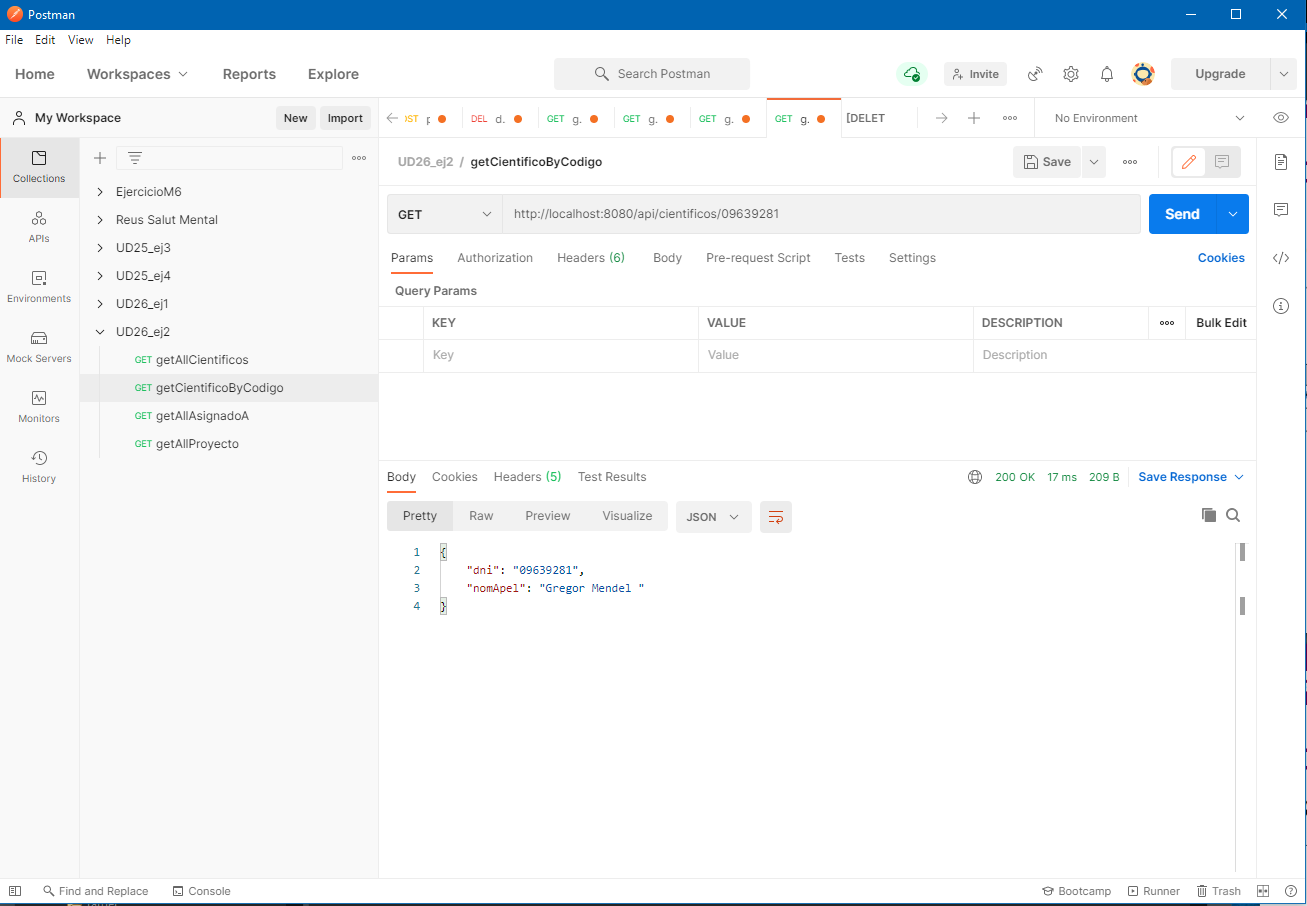 Postman
File Edit View Help
Home Workspaces Reports Explore Search Postman Invite Upgrade
My Workspace New Import
DEL d. GET g. GET g. GET g. GET g. [DELET No Environment
Collections
APIs
Environments
Mock Servers
Monitors
History
EjercicioM6
Reus Salut Mental
UD25_ej3
UD25_ej4
UD26_ej1
UD26_ej2
GET getAllCientificos
GET getCientificoByCodigo
GET getAllAsignadoA
GET getAllProyecto
UD26_ej2 / getCientificoByCodigo Save
GET http://localhost:8080/api/cientificos/09639281 Send
Params Authorization Headers (6) Body Pre-request Script Tests Settings Cookies
Query Params
KEY VALUE DESCRIPTION Bulk Edit
Key Value Description
Body Cookies Headers (5) Test Results 200 OK 17 ms 209 B Save Response
Pretty Raw Preview Visualize JSON
1 {
2 "dni": "09639281",
3 "nomApel": "Gregor Mendel "
4 }
Find and Replace Console Bootcamp Runner Trash